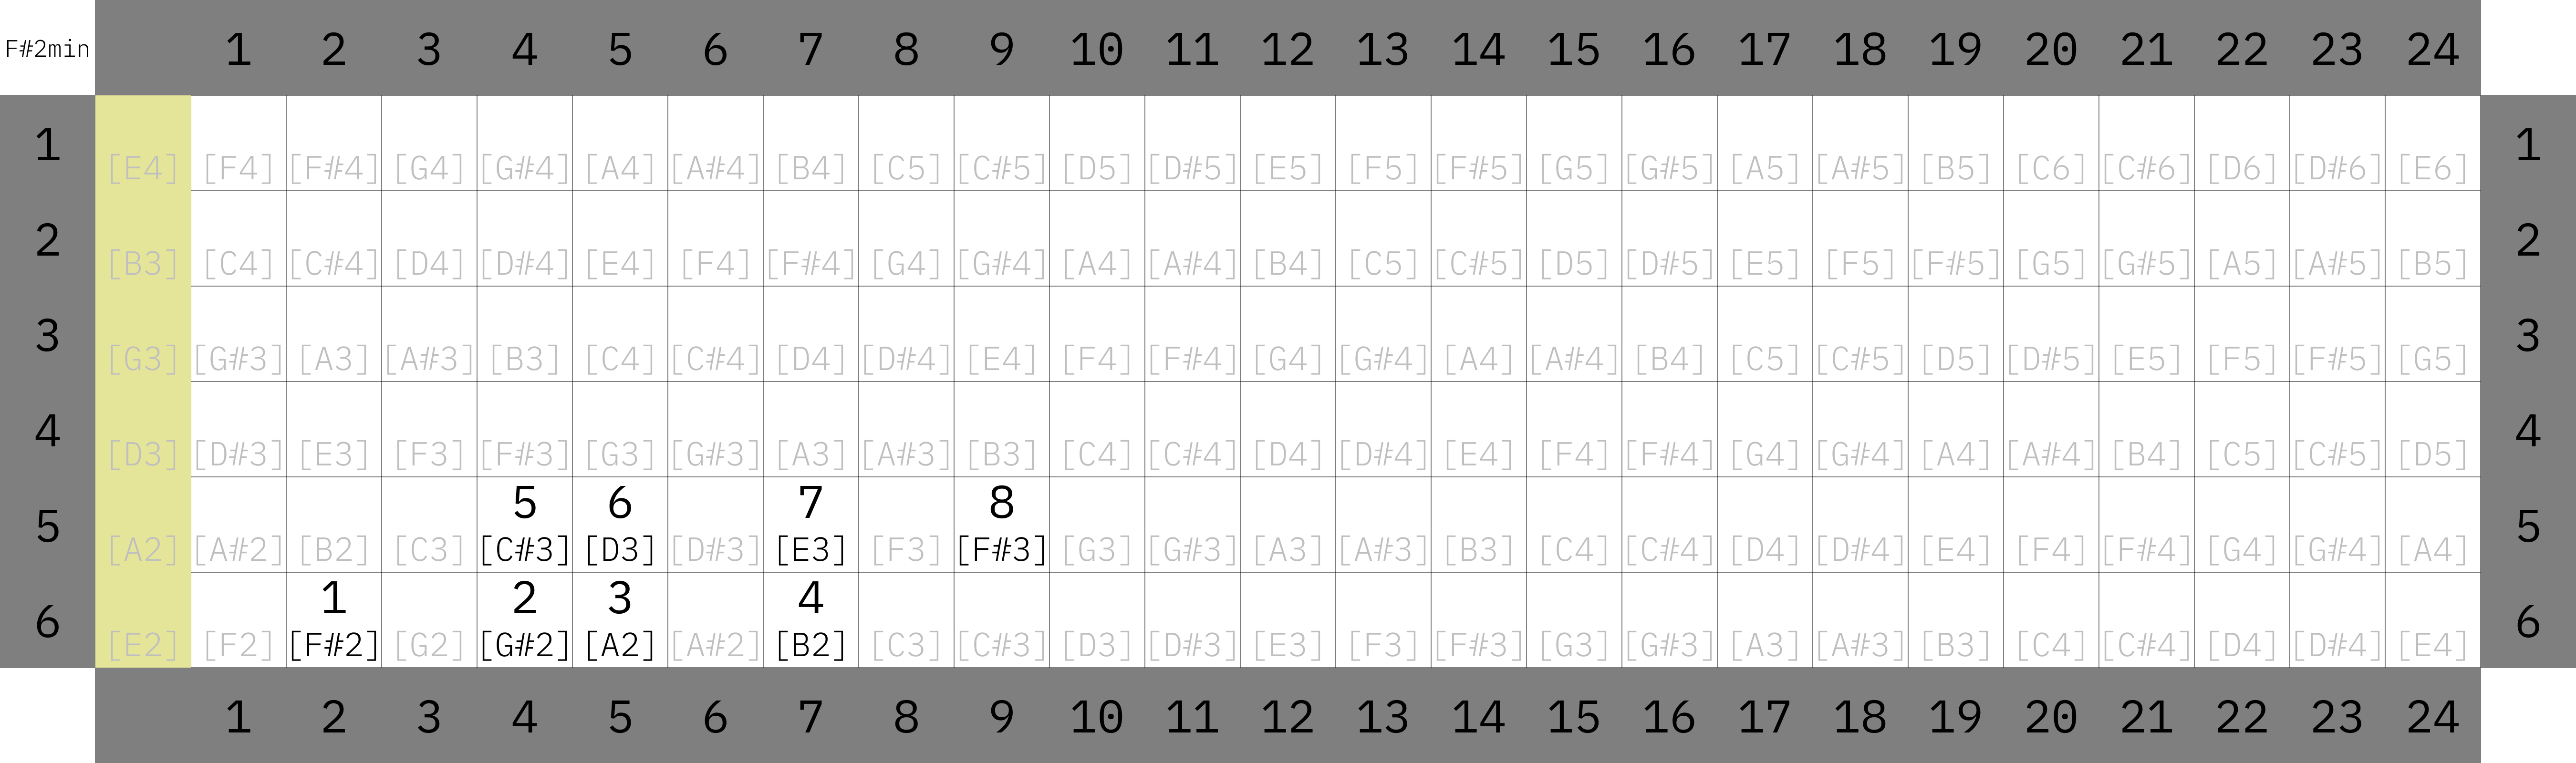 F#2min 1 2 3 4 5 6 7 8 9 10 11 12 13 14 15 16 17 18 19 20 21 22 23 24
1 [E4] [F4] [F#4] [G4] [G#4] [A4] [A#4] [B4] [C5] [C#5] [D5] [D#5] [E5] [F5] [F#5] [G5] [G#5] [A5] [A#5] [B5] [C6] [C#6] [D6] [D#6] [E6] 1
2 [B3] [C4] [C#4] [D4] [D#4] [E4] [F4] [F#4] [G4] [G#4] [A4] [A#4] [B4] [C5] [C#5] [D5] [D#5] [E5] [F5] [F#5] [G5] [G#5] [A5] [A#5] [B5] 2
3 [G3] [G#3] [A3] [A#3] [B3] [C4] [C#4] [D4] [D#4] [E4] [F4] [F#4] [G4] [G#4] [A4] [A#4] [B4] [C5] [C#5] [D5] [D#5] [E5] [F5] [F#5] [G5] 3
4 [D3] [D#3] [E3] [F3] [F#3] [G3] [G#3] [A3] [A#3] [B3] [C4] [C#4] [D4] [D#4] [E4] [F4] [F#4] [G4] [G#4] [A4] [A#4] [B4] [C5] [C#5] [D5] 4
5 6 7 8
5 [A2] [A#2] [B2] [C3] [C#3] [D3] [D#3] [E3] [F3] [F#3] [G3] [G#3] [A3] [A#3] [B3] [C4] [C#4] [D4] [D#4] [E4] [F4] [F#4] [G4] [G#4] [A4] 5
1 2 3 4
6 [E2] [F2] [F#2] [G2] [G#2] [A2] [A#2] [B2] [C3] [C#3] [D3] [D#3] [E3] [F3] [F#3] [G3] [G#3] [A3] [A#3] [B3] [C4] [C#4] [D4] [D#4] [E4] 6
1 2 3 4 5 6 7 8 9 10 11 12 13 14 15 16 17 18 19 20 21 22 23 24